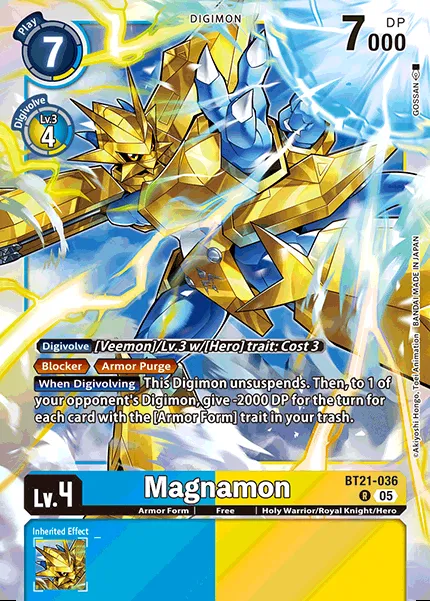 DIGIMON
Play
7
7000
DP
Digivolve
Lv.3
4
GOSSAN
©Akiyoshi Hongo, Toei Animation BANDAI MADE IN JAPAN
Digivolve [Veemon]/Lv.3 w/[Hero] trait: Cost 3
Blocker Armor Purge
When Digivolving This Digimon unsuspends. Then, to 1 of
your opponent's Digimon, give -2000 DP for the turn for
each card with the [Armor Form] trait in your trash.
BT21-036
Lv.4
Magnamon
R 05
Armor Form | Free | Holy Warrior/Royal Knight/Hero
Inherited Effect
—